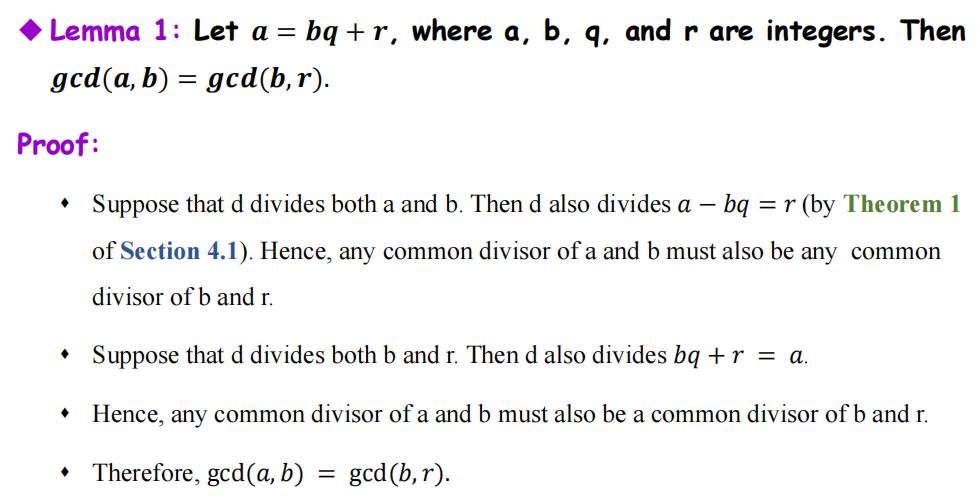 ◆ Lemma 1: Let a = bq + r, where a, b, q, and r are integers. Then
gcd(a, b) = gcd(b, r).
Proof:
♦ Suppose that d divides both a and b. Then d also divides a − bq = r (by Theorem 1
of Section 4.1). Hence, any common divisor of a and b must also be any common
divisor of b and r.
♦ Suppose that d divides both b and r. Then d also divides bq + r = a.
♦ Hence, any common divisor of a and b must also be a common divisor of b and r.
♦ Therefore, gcd(a, b) = gcd(b, r).